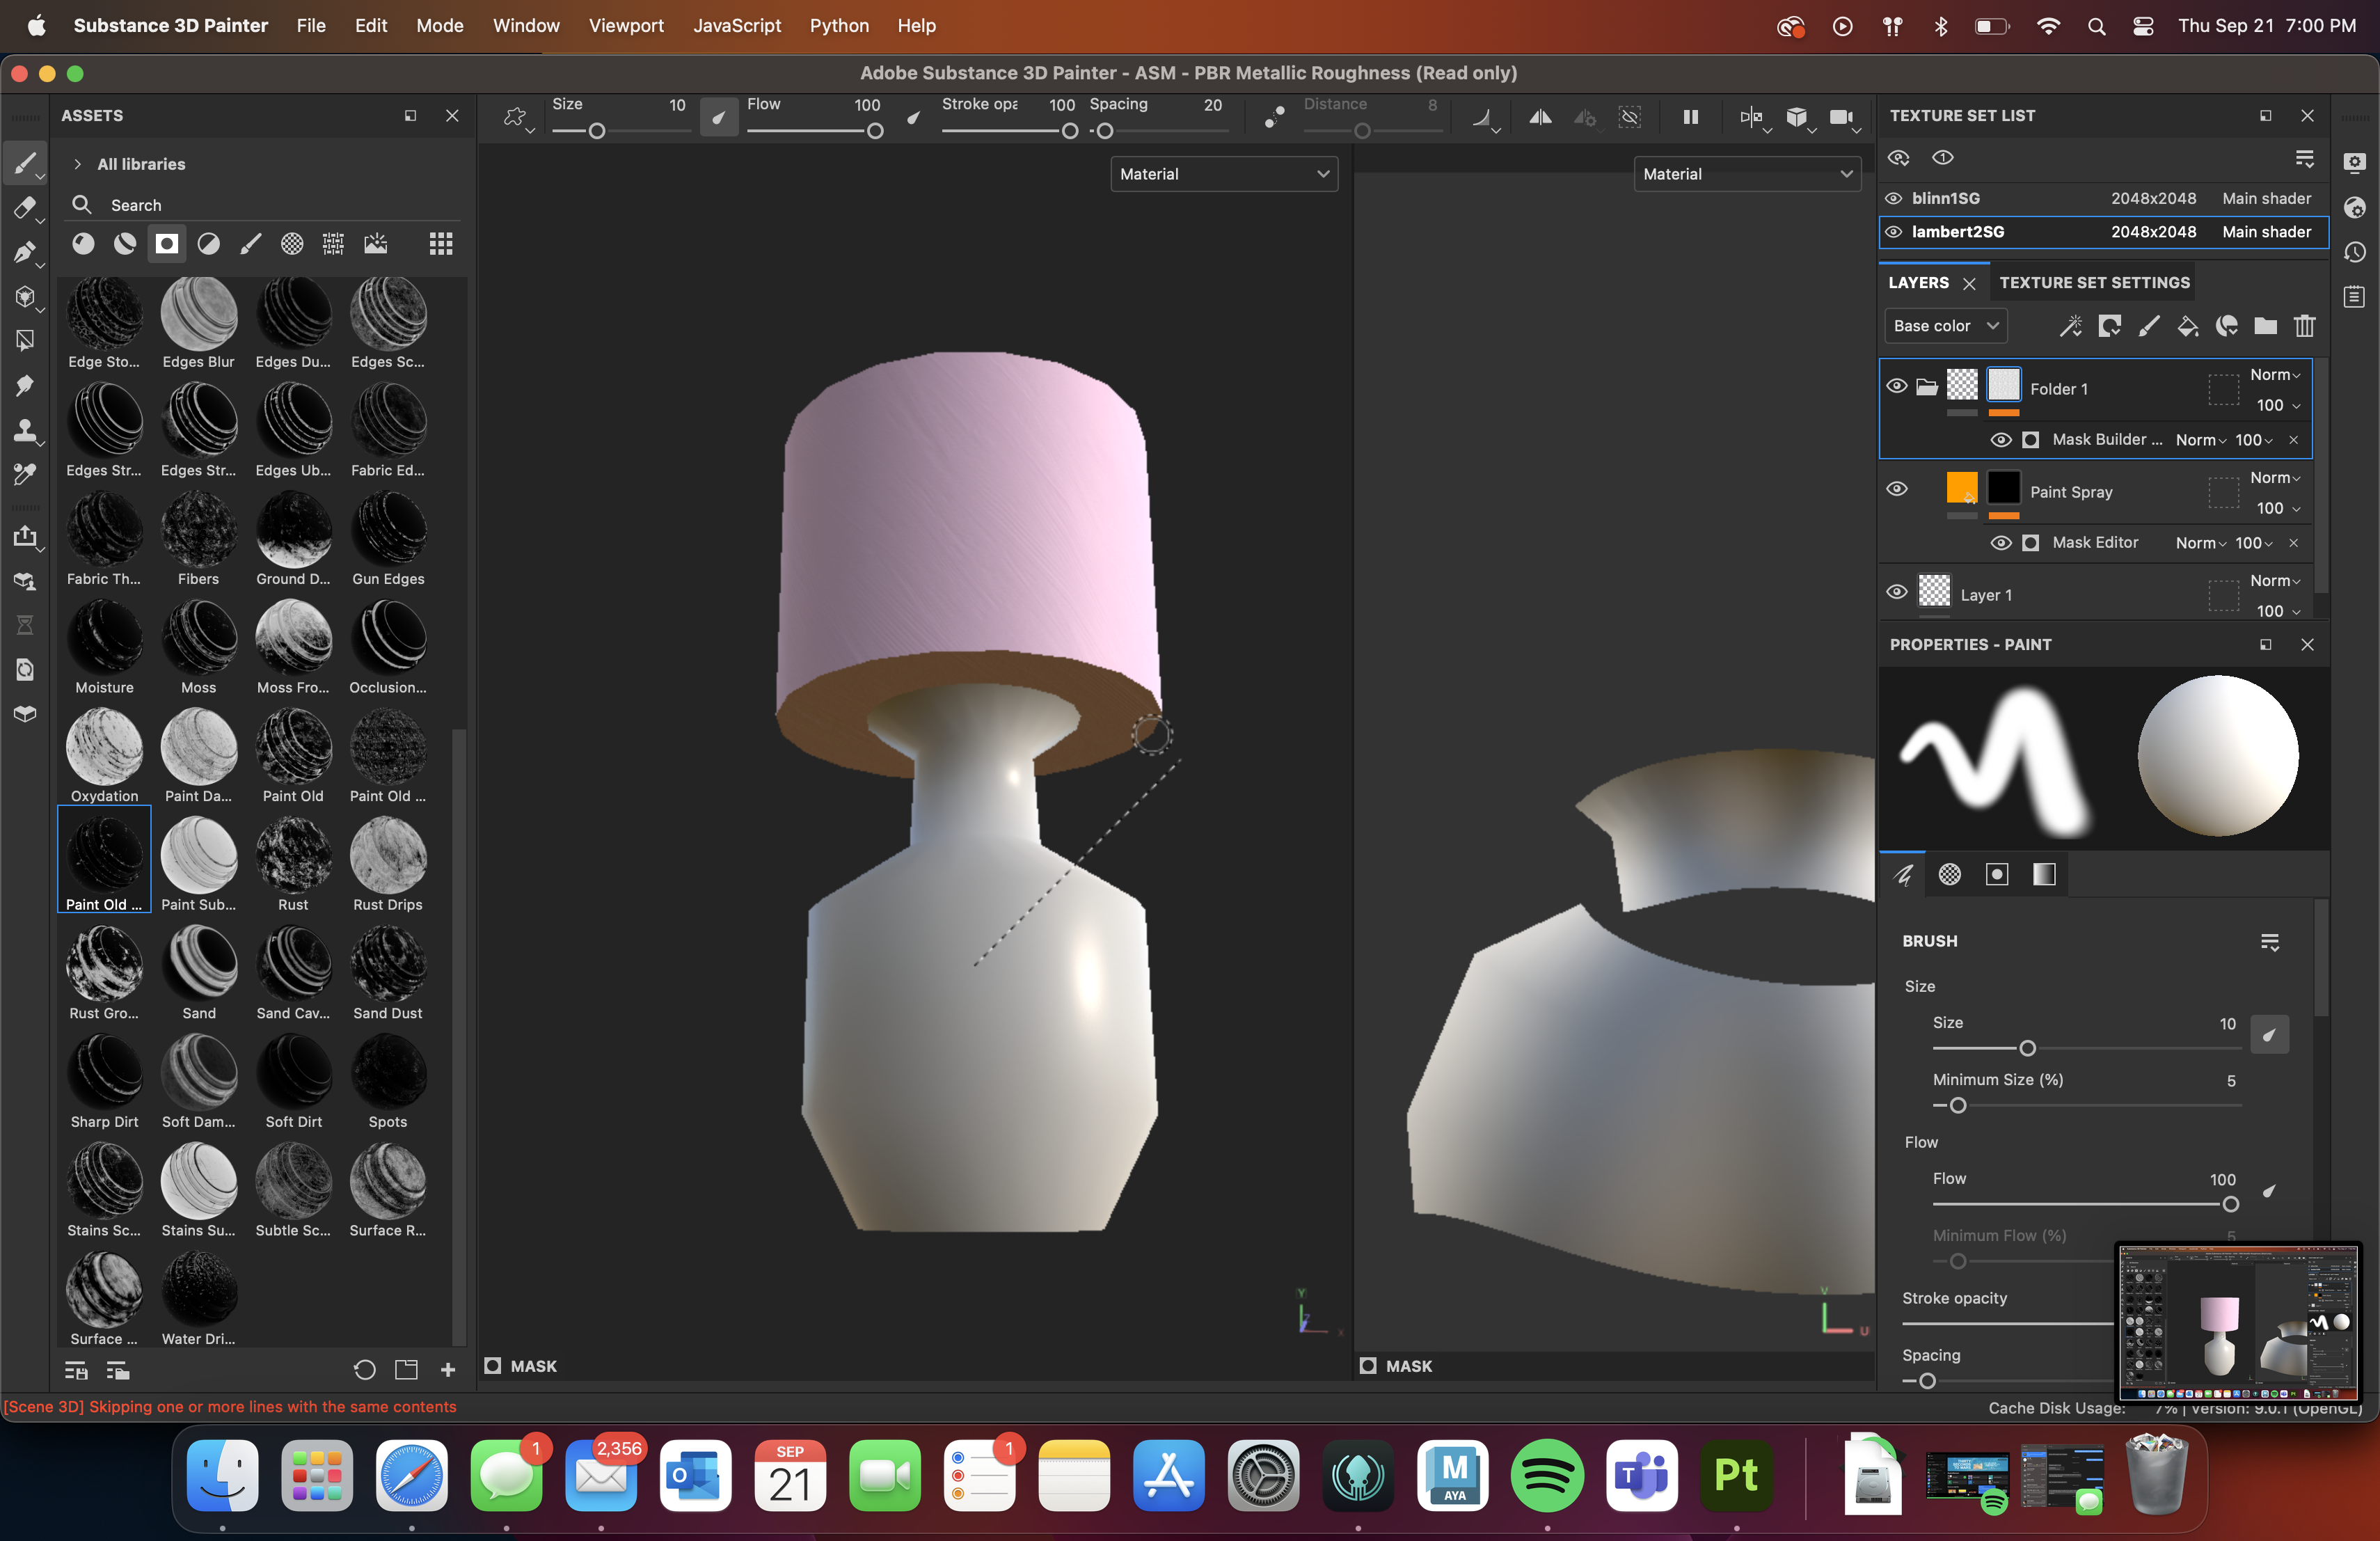 Substance 3D Painter File Edit Mode Window Viewport JavaScript Python Help Thu Sep 21 7:00 PM
Adobe Substance 3D Painter - ASM - PBR Metallic Roughness (Read only)
ASSETS
Size 10 Flow 100 Stroke opa 100 Spacing 20 Distance 8
All libraries
Search
Edge Sto... Edges Blur Edges Du... Edges Sc...
Edges Str... Edges Str... Edges Ub... Fabric Ed...
Fabric Th... Fibers Ground D... Gun Edges
Moisture Moss Moss Fro... Occlusion...
Oxydation Paint Da... Paint Old Paint Old ...
Paint Old ... Paint Sub... Rust Rust Drips
Rust Gro... Sand Sand Cav... Sand Dust
Sharp Dirt Soft Dam... Soft Dirt Spots
Stains Sc... Stains Su... Subtle Sc... Surface R...
Surface ... Water Dri...
Material
Material
Y
Z
X
V
U
MASK
MASK
TEXTURE SET LIST
1
blinn1SG 2048x2048 Main shader
lambert2SG 2048x2048 Main shader
LAYERS TEXTURE SET SETTINGS
Base color
Folder 1 Norm
100
Mask Builder ... Norm 100
Paint Spray Norm
100
Mask Editor Norm 100
Layer 1 Norm
100
PROPERTIES - PAINT
BRUSH
Size
Size 10
Minimum Size (%) 5
Flow
Flow 100
Minimum Flow (%) 5
Stroke opacity
Spacing
[Scene 3D] Skipping one or more lines with the same contents
Cache Disk Usage: 7% | Version: 9.0.1 (OpenGL)
1
2,356
O
SEP
21
1
M
AYA
T
Pt